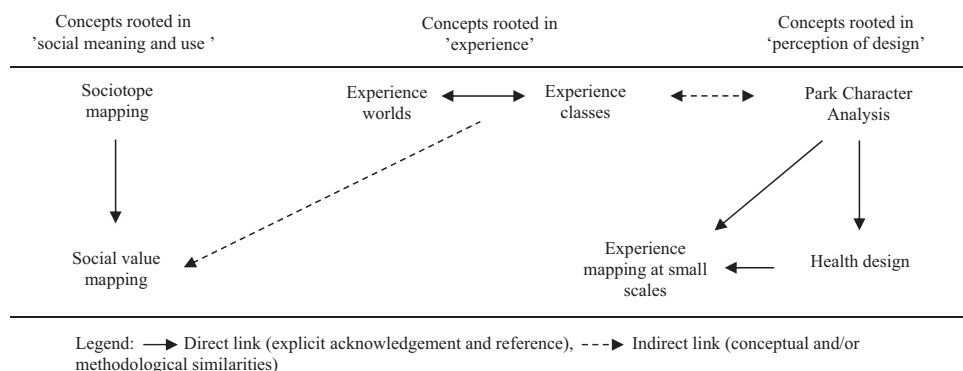 Concepts rooted in
'social meaning and use '
Concepts rooted in
'experience'
Concepts rooted in
‘perception of design’
Sociotope
mapping
Experience
worlds
Experience
classes
Park Character
Analysis
Social value
mapping
Experience
mapping at small
scales
Health design
Legend: Direct link (explicit acknowledgement and reference), Indirect link (conceptual and/or
methodological similarities)